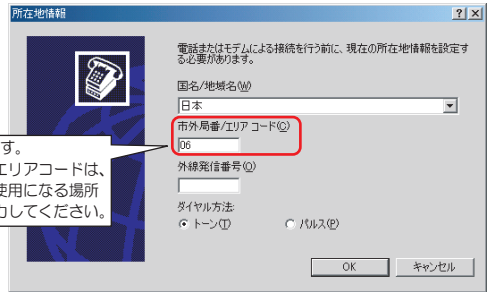 所在地情報
電話またはモデムによる接続を行う前に、現在の所在地情報を設定す
る必要があります。
国名/地域名(W)
日本
市外局番/エリア コード(C)
06
す。
エリアコードは、
使用になる場所
力してください。
外線発信番号(O)
ダイヤル方法:
トーン(T)
パルス(P)
OK
キャンセル